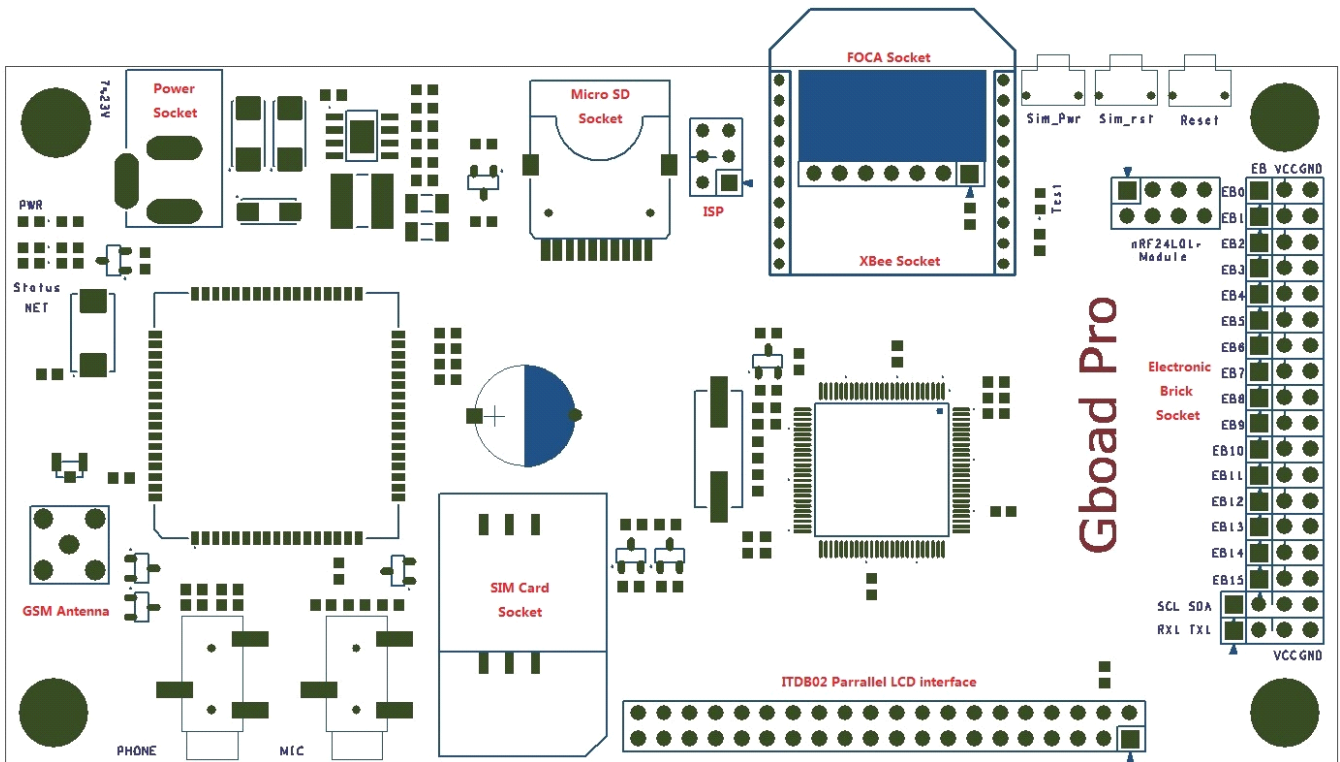 FOCA Socket
7~23V
Power
Socket
Micro SD
Socket
Sim_Pwr
Sim_rst
Reset
EB VCCGND
PWR
ISP
Test
EB0
EB1
nRF24L01+
Module
EB2
XBee Socket
EB3
Status
NET
EB4
EB5
EB6
Gboad Pro
Electronic
Brick
Socket
EB7
EB8
EB9
EB10
EB11
EB12
EB13
EB14
EB15
GSM Antenna
SIM Card
Socket
SCL SDA
RX1 TX1
VCCGND
ITDB02 Parrallel LCD interface
PHONE
MIC